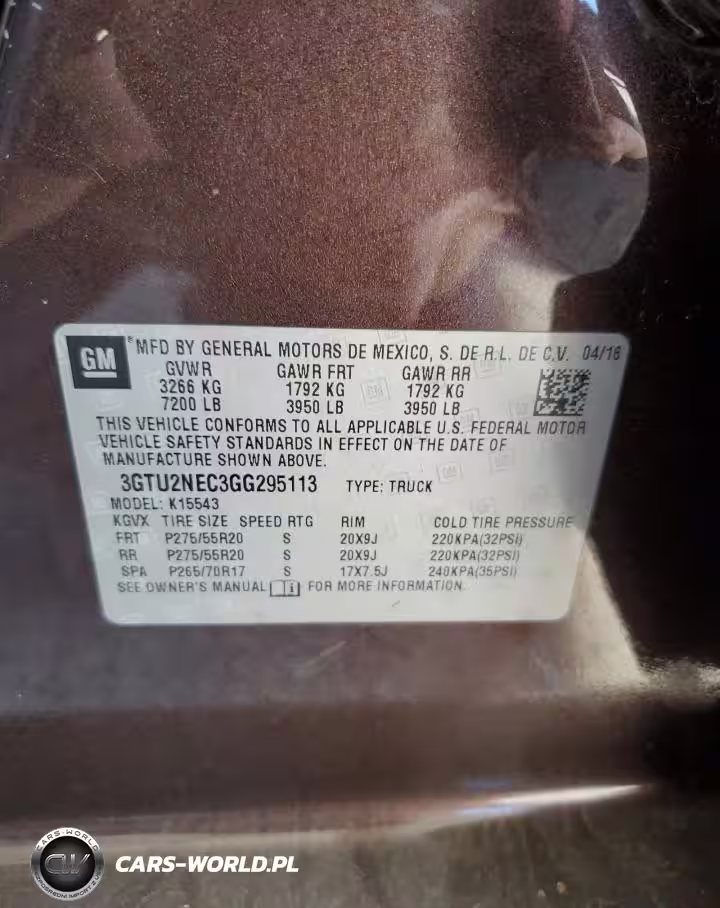 GM
®MFD BY GENERAL MOTORS DE MEXICO, S. DE R.L. DE C.V. 04/16
GVWR GAWR FRT GAWR RR
3266 KG 1792 KG 1792 KG
7200 LB 3950 LB 3950 LB
THIS VEHICLE CONFORMS TO ALL APPLICABLE U.S. FEDERAL MOTOR
VEHICLE SAFETY STANDARDS IN EFFECT ON THE DATE OF
MANUFACTURE SHOWN ABOVE.
3GTU2NEC3GG295113 TYPE: TRUCK
MODEL: K15543
KGVX TIRE SIZE SPEED RTG RIM COLD TIRE PRESSURE
FRT P275/55R20 S 20X9J 220KPA(32PSI)
RR P275/55R20 S 20X9J 220KPA(32PSI)
SPA P265/70R17 S 17X7.5J 240KPA(35PSI)
SEE OWNER'S MANUAL i FOR MORE INFORMATION.
CARS-WORLD
CW
CARS-WORLD.PL